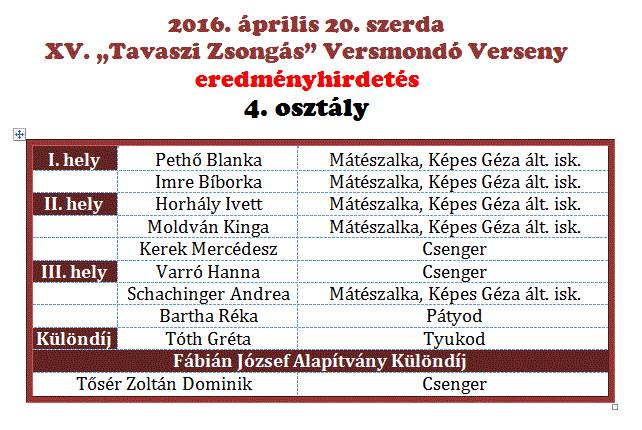 2016. április 20. szerda
XV. „Tavaszi Zsongás” Versmondó Verseny
eredményhirdetés
4. osztály
I. hely Pethő Blanka Mátészalka, Képes Géza ált. isk.
Imre Bíborka Mátészalka, Képes Géza ált. isk.
II. hely Horhály Ivett Mátészalka, Képes Géza ált. isk.
Moldván Kinga Mátészalka, Képes Géza ált. isk.
Kerek Mercédesz Csenger
III. hely Varró Hanna Csenger
Schachinger Andrea Mátészalka, Képes Géza ált. isk.
Bartha Réka Pátyod
Különdíj Tóth Gréta Tyukod
Fábián József Alapítvány Különdíj
Tősér Zoltán Dominik Csenger